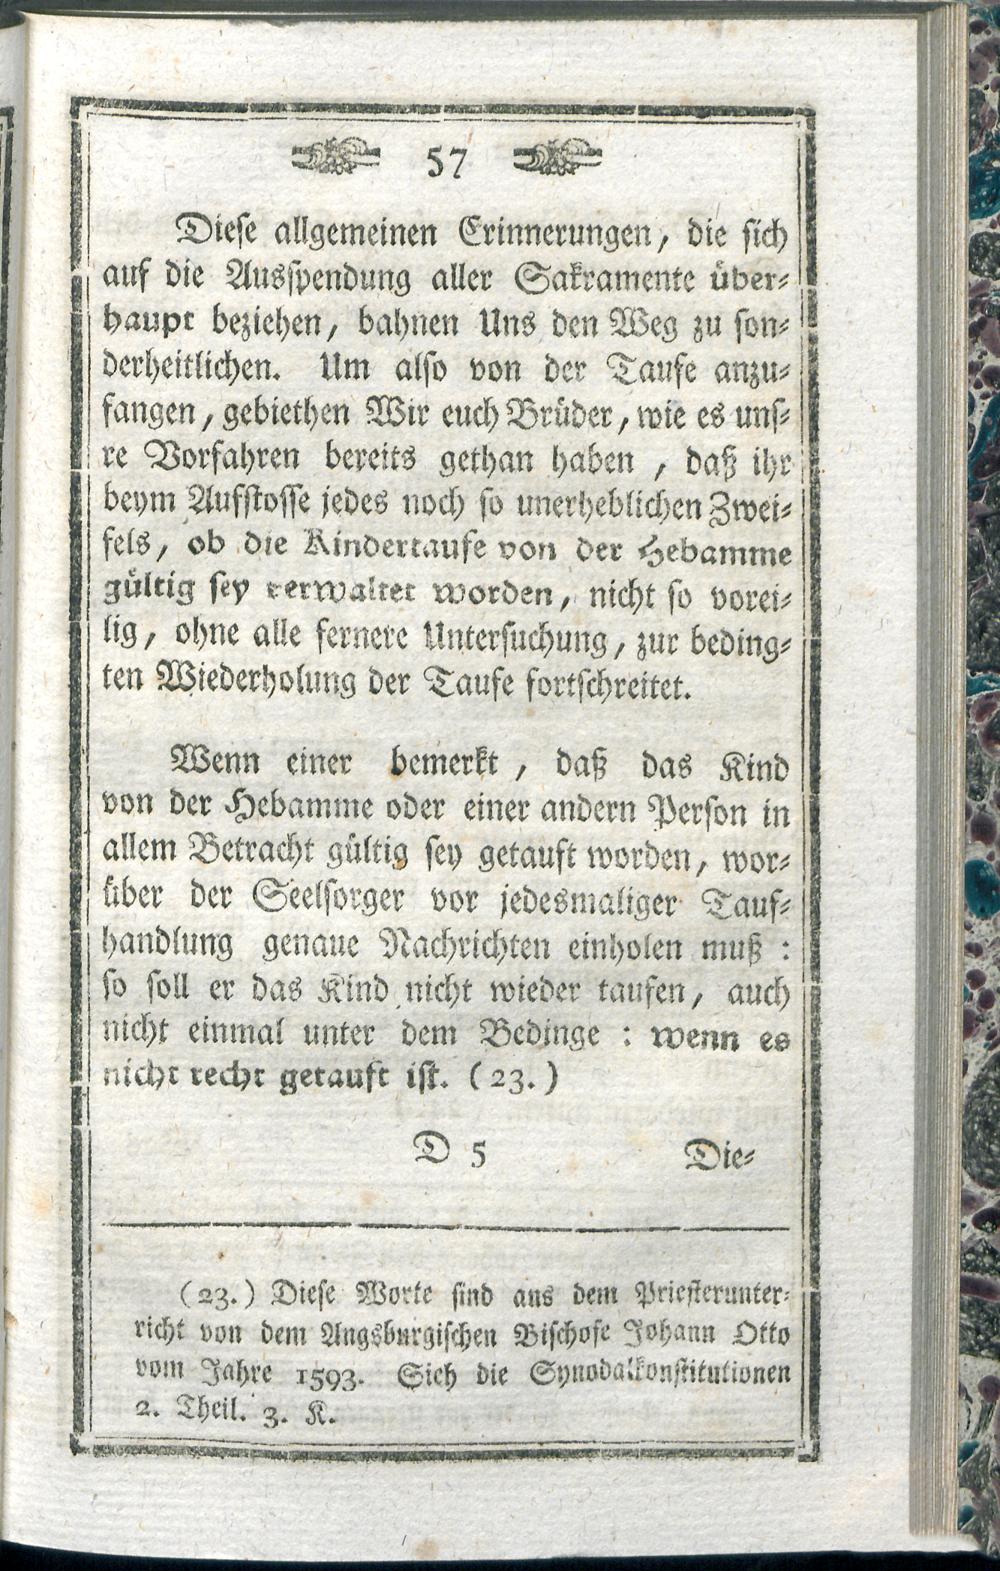 57
Dieſe allgemeinen Erinnerungen, die ſich
auf die Ausſpendung aller Sakramente über⸗
haupt beziehen, bahnen Uns den Weg zu ſon⸗
derheitlichen. Um alſo von der Taufe anzu⸗
fangen, gebiethen Wir euch Brüder, wie es unſ⸗
re Vorfahren bereits gethan haben, daß ihr
beym Aufſtoſſe jedes noch ſo unerheblichen Zwei⸗
fels, ob die Kindertaufe von der Hebamme
gültig ſey verwaltet worden, nicht ſo vorei⸗
lig, ohne alle fernere Unterſuchung, zur beding⸗
ten Wiederholung der Taufe fortſchreitet.
Wenn einer bemerkt, daß das Kind
von der Hebamme oder einer andern Perſon in
allem Betracht gültig ſey getauft worden, wor⸗
über der Seelſorger vor jedesmaliger Tauf⸗
handlung genaue Nachrichten einholen muß:
ſo ſoll er das Kind nicht wieder taufen, auch
nicht einmal unter dem Bedinge: wenn es
nicht recht getauft iſt. (23.)
D 5 Die⸗
(23.) Dieſe Worte ſind aus dem Prieſterunter⸗
richt von dem Augsburgiſchen Biſchofe Johann Otto
vom Jahre 1593. Sieh die Synodalkonſtitutionen
2. Theil. 3. K.